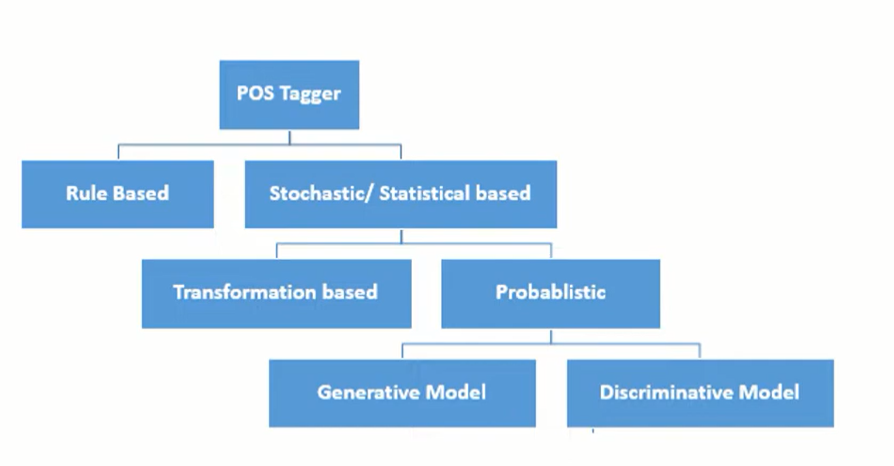 POS Tagger
Rule Based
Stochastic/ Statistical based
Transformation based
Probablistic
Generative Model
Discriminative Model